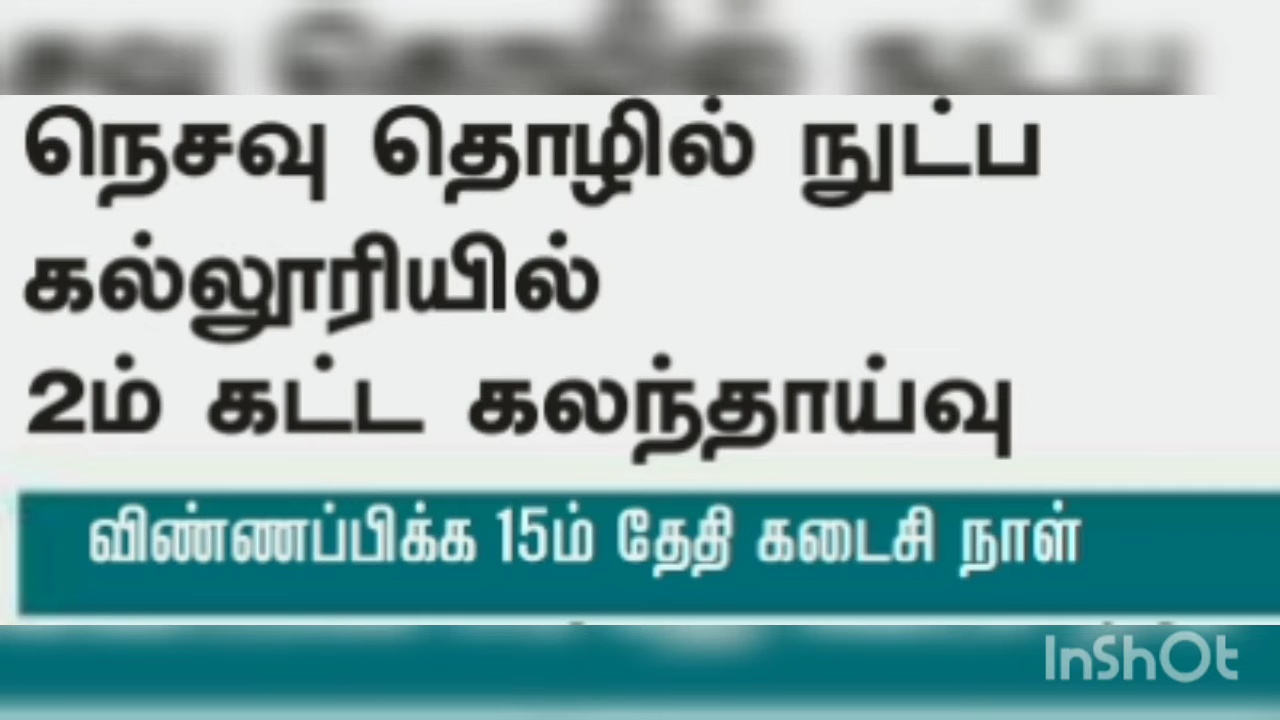 நெசவு தொழில் நுட்ப
கல்லூரியில்
2ம் கட்ட கலந்தாய்வு
விண்ணப்பிக்க 15ம் தேதி கடைசி நாள்
InShOt